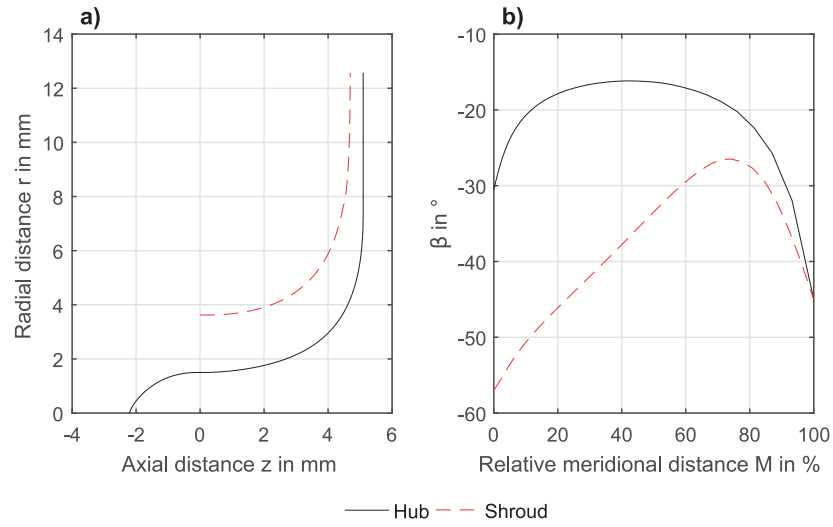 a)
14
12
10
8
6
4
2
0
-4 -2 0 2 4 6
Radial distance r in mm
Axial distance z in mm
b)
-10
-20
-30
-40
-50
-60
0 20 40 60 80 100
β in °
Relative meridional distance M in %
Hub Shroud